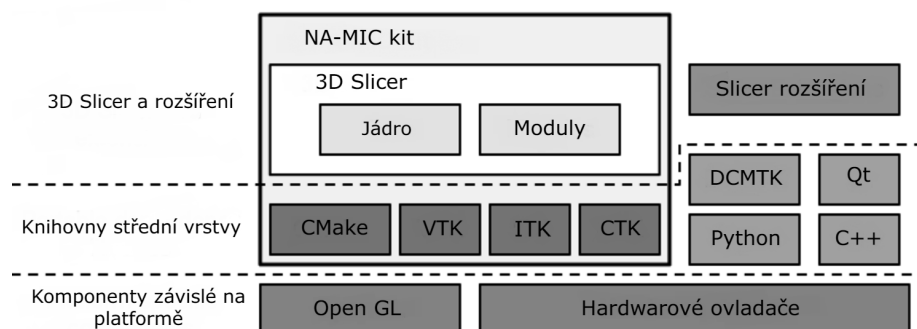 NA-MIC kit
3D Slicer a rozšíření
3D Slicer
Jádro
Moduly
Slicer rozšíření
Knihovny střední vrstvy
CMake
VTK
ITK
CTK
DCMTK
Qt
Python
C++
Komponenty závislé na
platformě
Open GL
Hardwarové ovladače